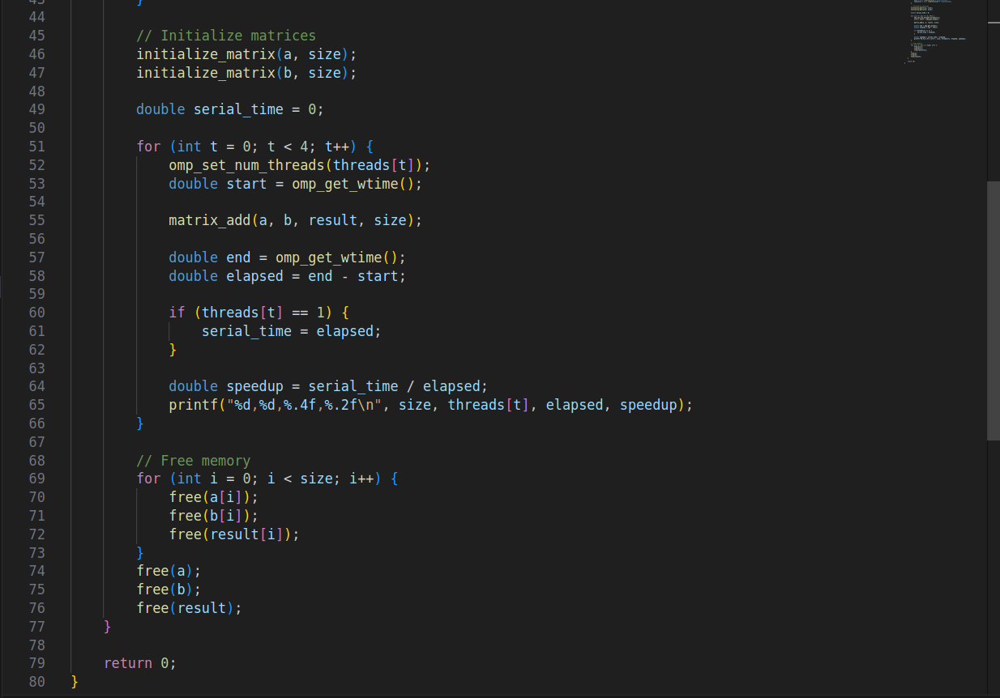 43 }
44
45 // Initialize matrices
46 initialize_matrix(a, size);
47 initialize_matrix(b, size);
48
49 double serial_time = 0;
50
51 for (int t = 0; t < 4; t++) {
52 omp_set_num_threads(threads[t]);
53 double start = omp_get_wtime();
54
55 matrix_add(a, b, result, size);
56
57 double end = omp_get_wtime();
58 double elapsed = end - start;
59
60 if (threads[t] == 1) {
61 serial_time = elapsed;
62 }
63
64 double speedup = serial_time / elapsed;
65 printf("%d,%d,%.4f,%.2f\n", size, threads[t], elapsed, speedup);
66 }
67
68 // Free memory
69 for (int i = 0; i < size; i++) {
70 free(a[i]);
71 free(b[i]);
72 free(result[i]);
73 }
74 free(a);
75 free(b);
76 free(result);
77 }
78
79 return 0;
80 }